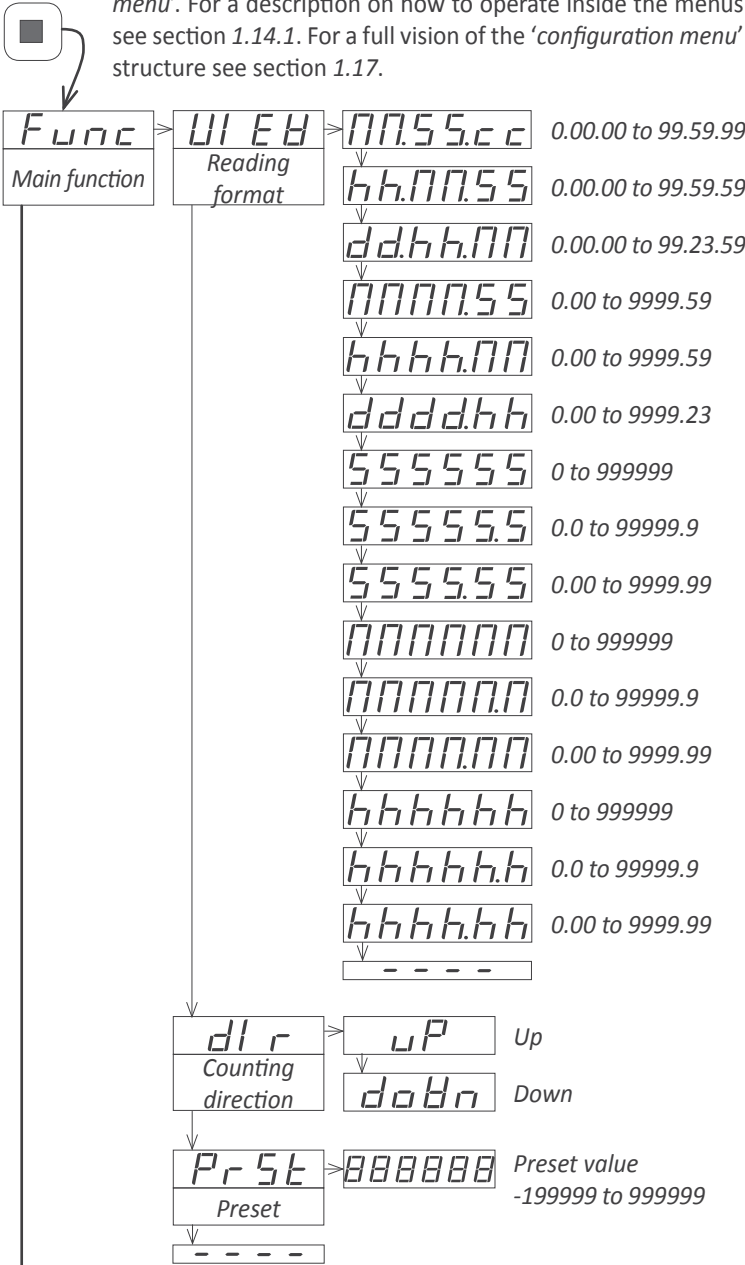 menu'. For a description on how to operate inside the menus
see section 1.14.1. For a full vision of the 'configuration menu'
structure see section 1.17.
Func
Main function
VIEW
Reading
format
MM.SS.cc 0.00.00 to 99.59.99
hh.MM.SS 0.00.00 to 99.59.59
dd.hh.MM 0.00.00 to 99.23.59
MMMM.SS 0.00 to 9999.59
hhhh.MM 0.00 to 9999.59
dddd.hh 0.00 to 9999.23
SSSSSS 0 to 999999
SSSSS.S 0.0 to 99999.9
SSSS.SS 0.00 to 9999.99
MMMMMM 0 to 999999
MMMMM.M 0.0 to 99999.9
MMMM.MM 0.00 to 9999.99
hhhhhh 0 to 999999
hhhhh.h 0.0 to 99999.9
hhhh.hh 0.00 to 9999.99
----
dIr
Counting
direction
uP Up
doWn Down
PrSt
Preset
888888 Preset value
-199999 to 999999
----